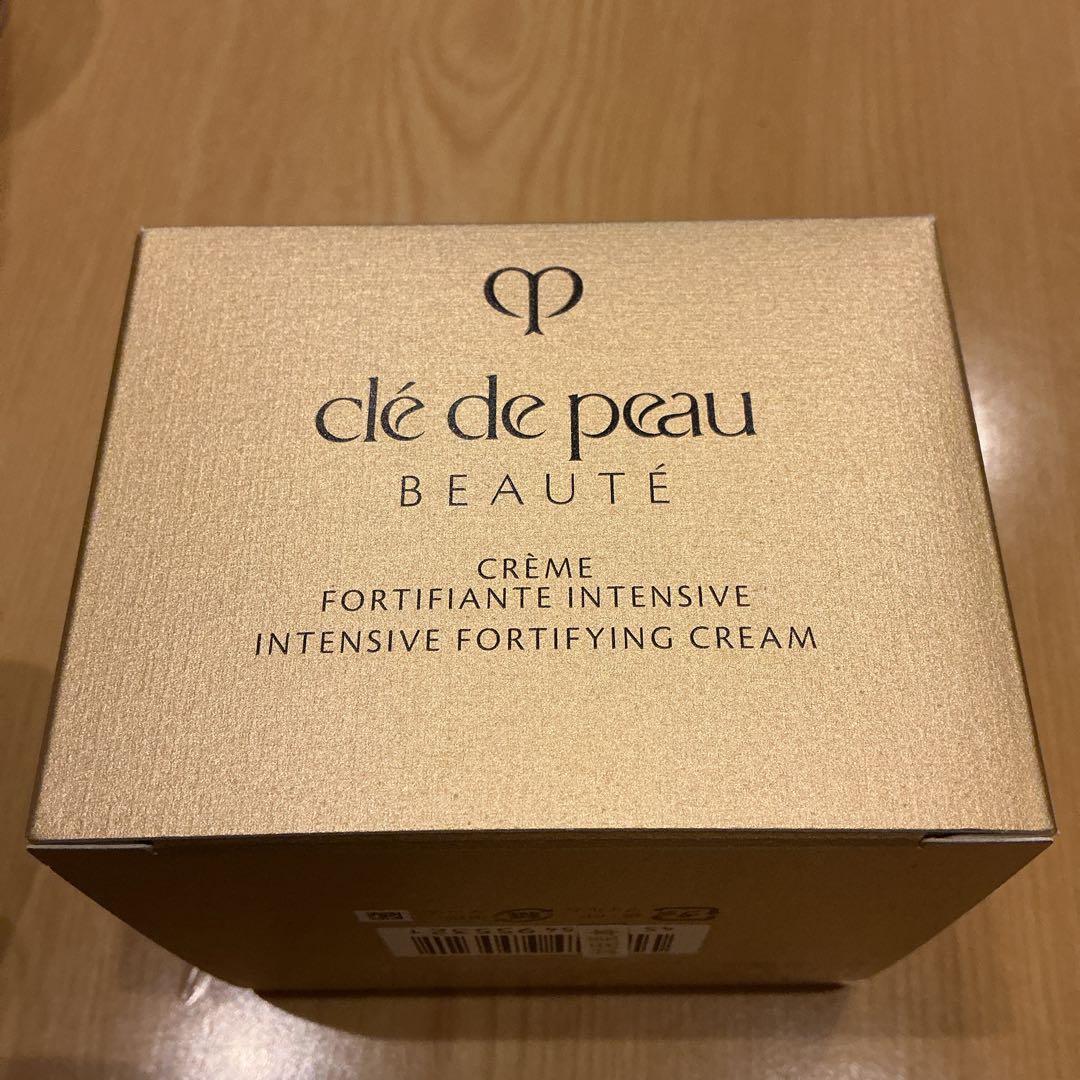 clé de peau
BEAUTÉ
CRÈME
FORTIFIANTE INTENSIVE
INTENSIVE FORTIFYING CREAM